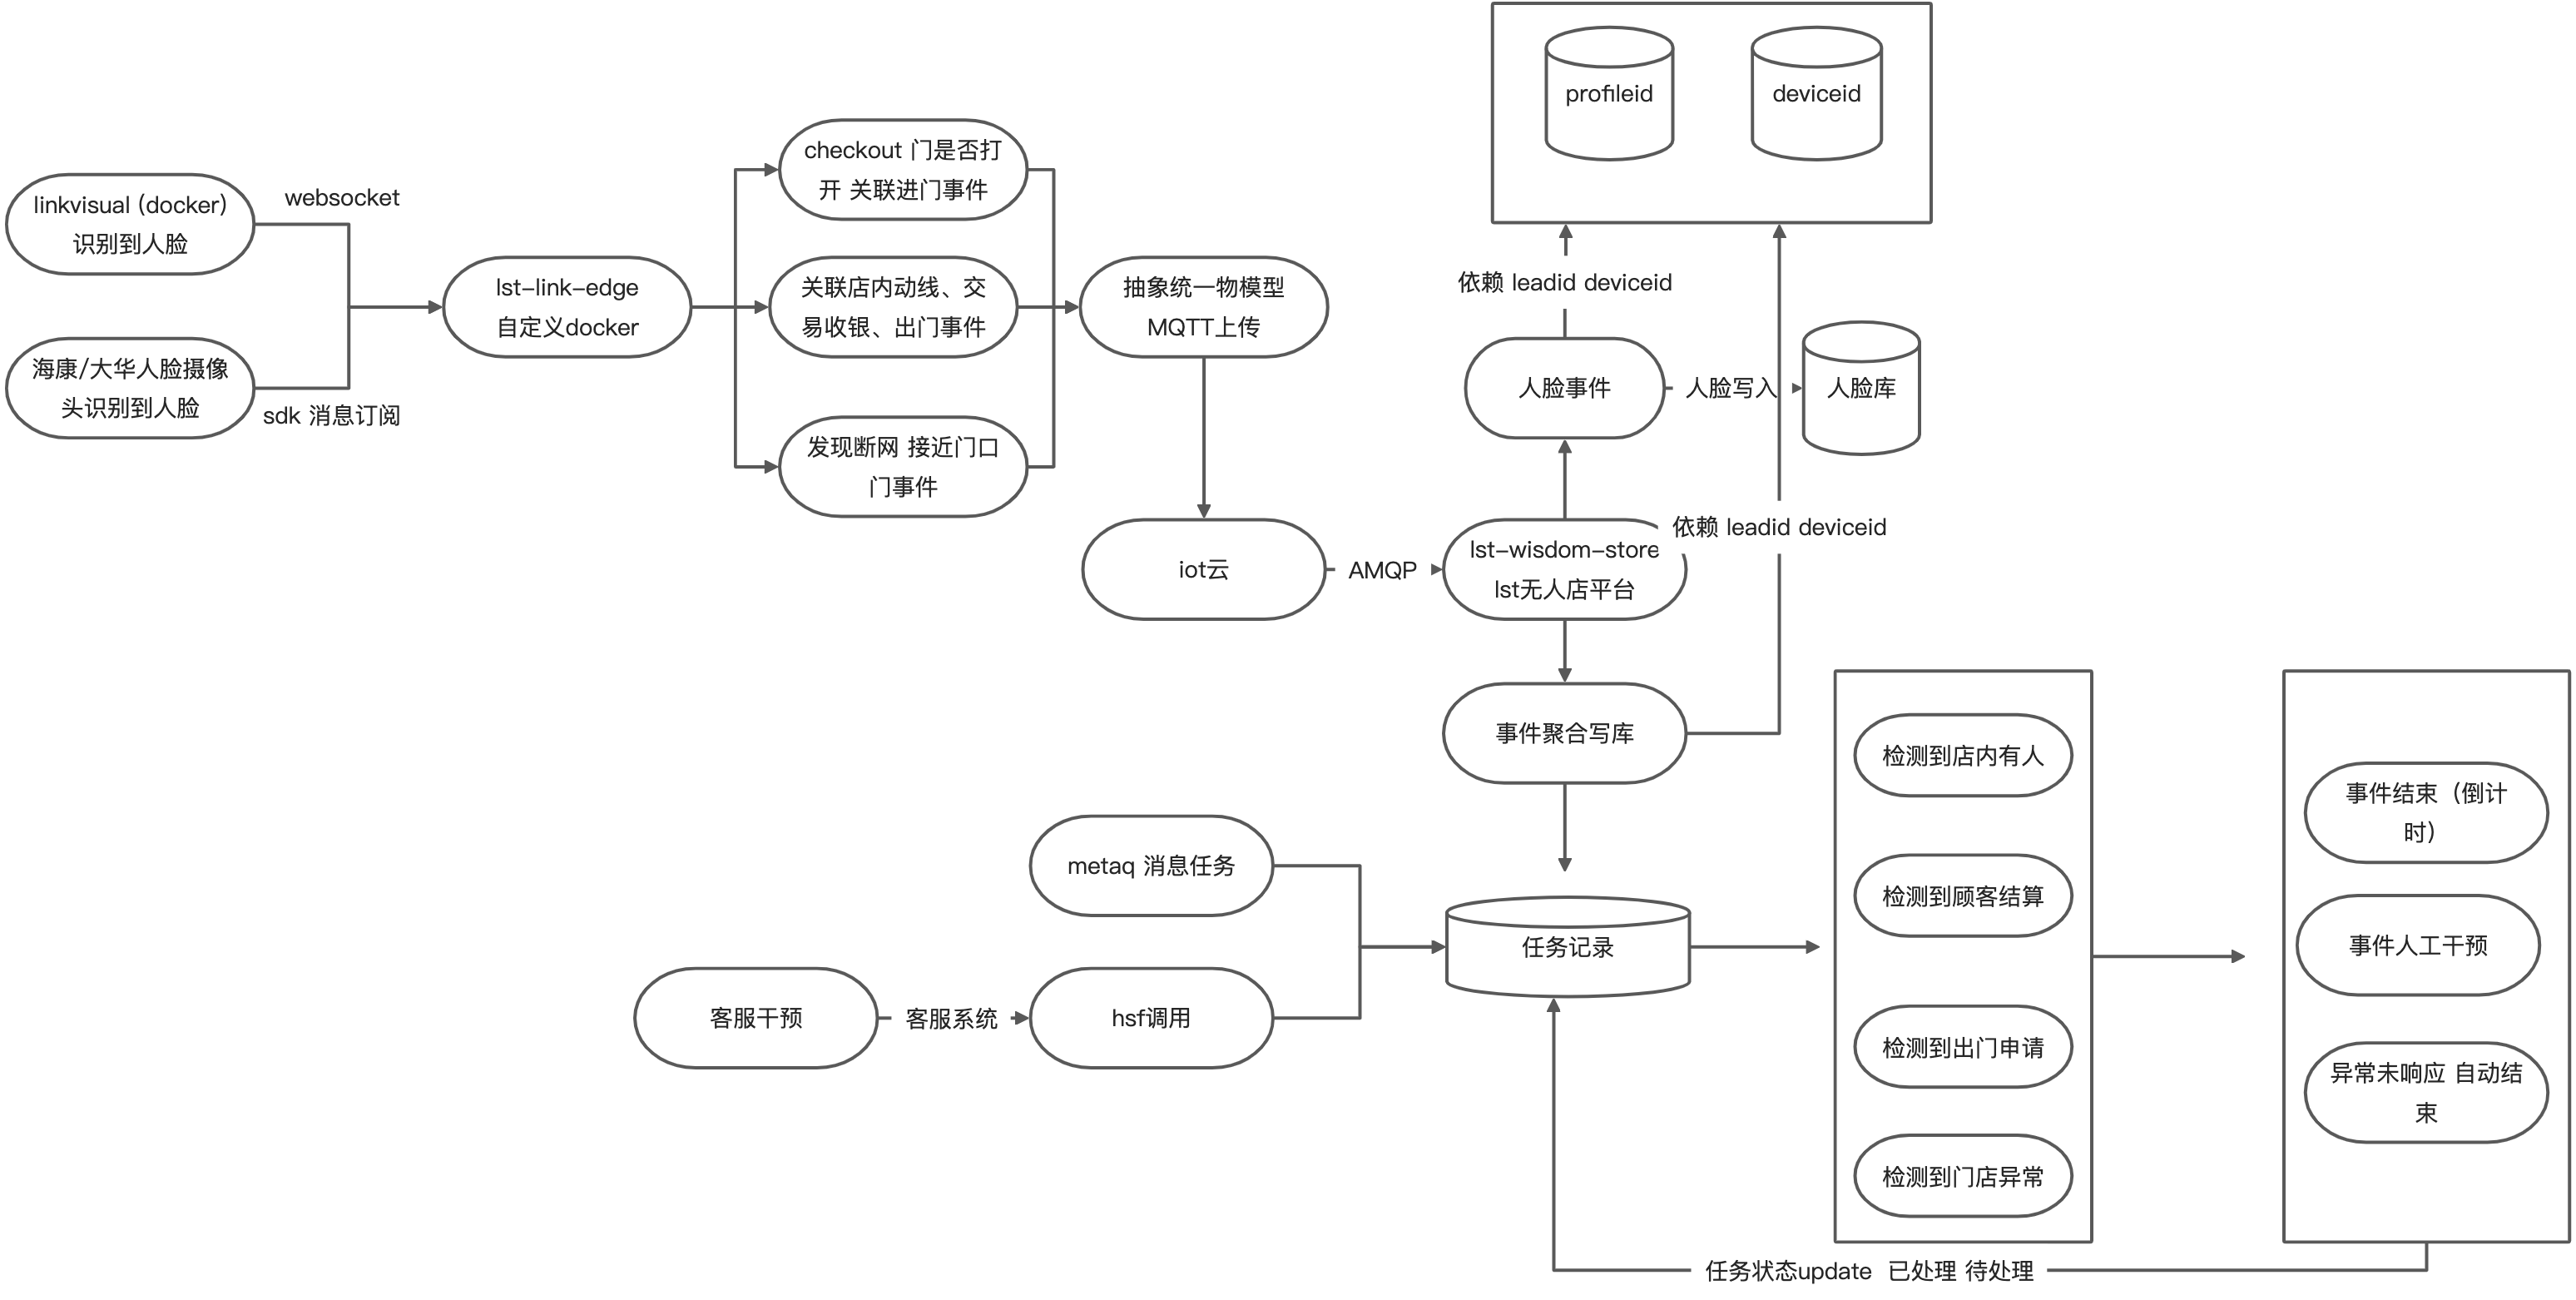 profileid
deviceid
checkout 门是否打
开 关联进门事件
linkvisual (docker)
识别到人脸
websocket
lst-link-edge
自定义docker
关联店内动线、交
易收银、出门事件
抽象统一物模型
MQTT上传
依赖 leadid deviceid
海康/大华人脸摄像
头识别到人脸
sdk 消息订阅
人脸事件
人脸写入
人脸库
发现断网 接近门口
门事件
iot云
AMQP
lst-wisdom-store
lst无人店平台
依赖 leadid deviceid
事件聚合写库
检测到店内有人
事件结束（倒计
时）
metaq 消息任务
检测到顾客结算
任务记录
事件人工干预
客服干预
客服系统
hsf调用
检测到出门申请
异常未响应 自动结
束
检测到门店异常
任务状态update 已处理 待处理